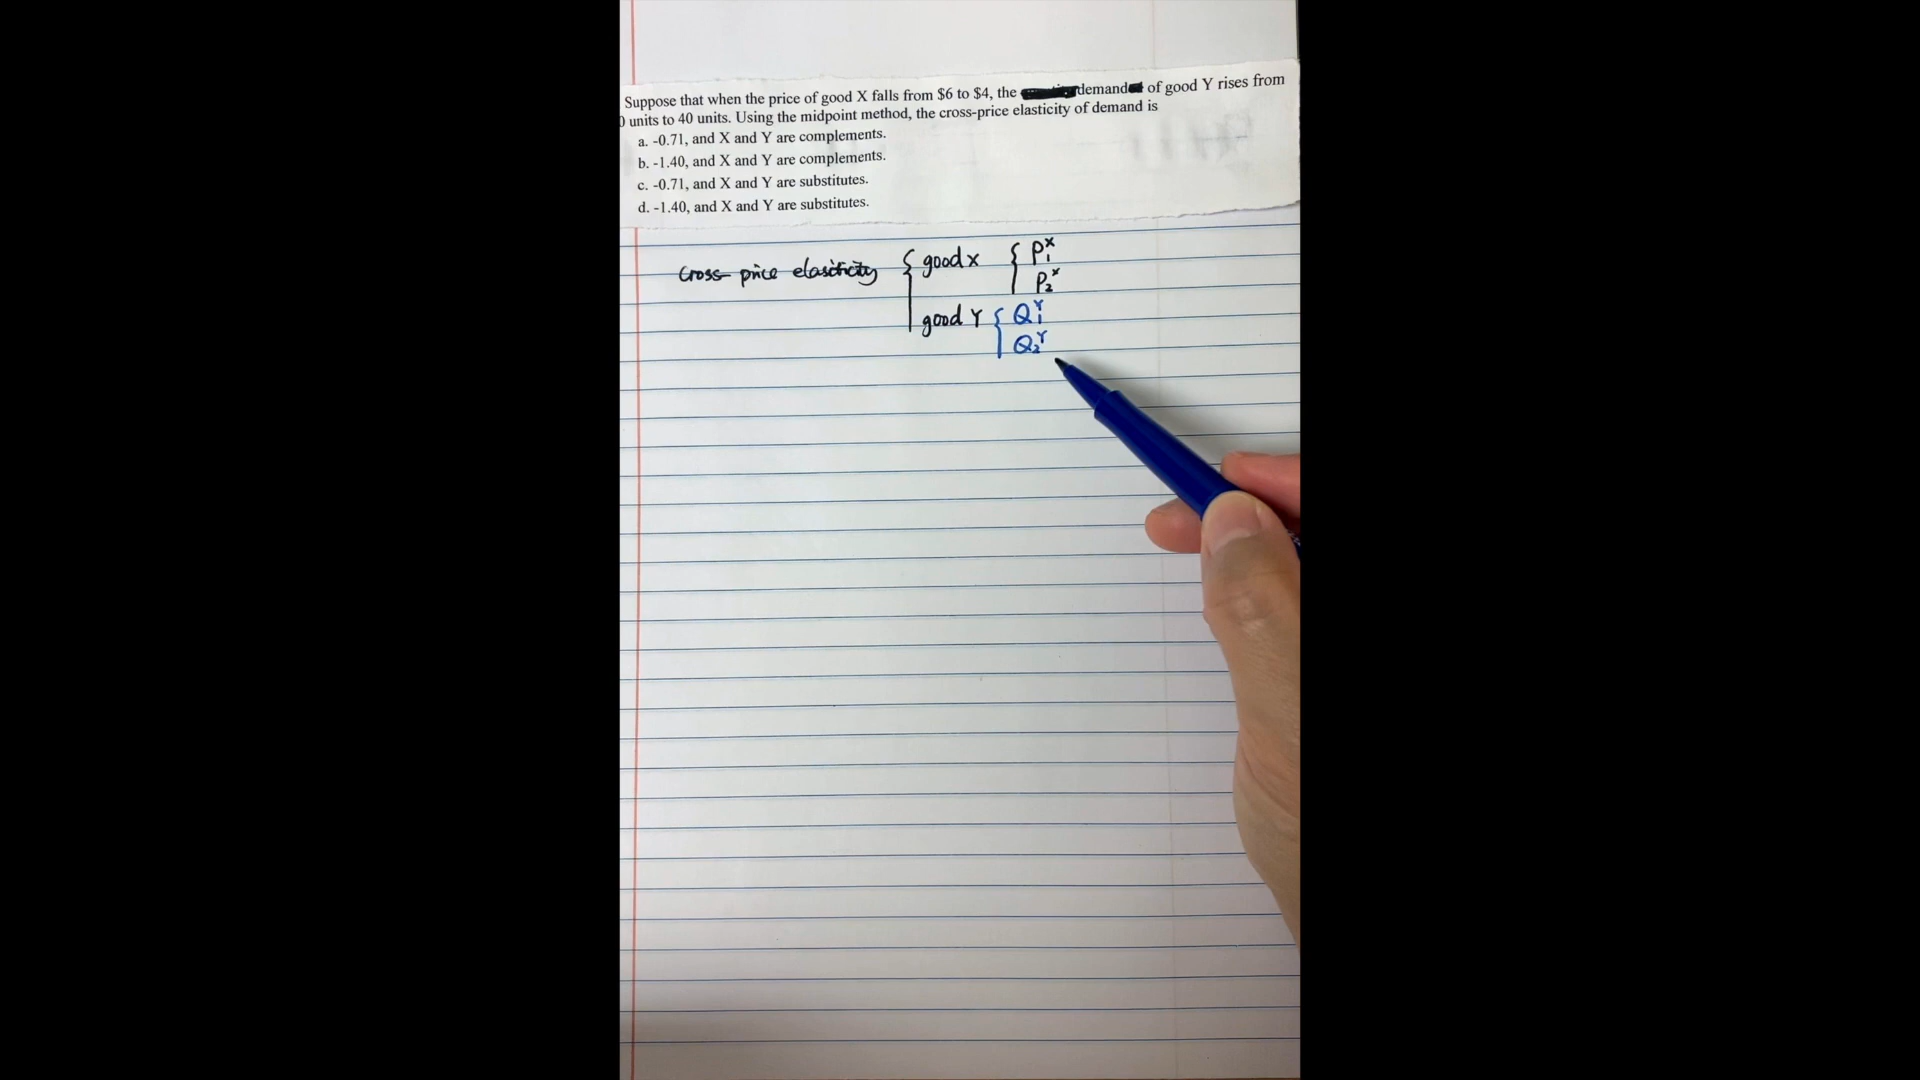 Suppose that when the price of good X falls from $6 to $4, the demand of good Y rises from
0 units to 40 units. Using the midpoint method, the cross-price elasticity of demand is
a. -0.71, and X and Y are complements.
b. -1.40, and X and Y are complements.
c. -0.71, and X and Y are substitutes.
d. -1.40, and X and Y are substitutes.
cross-price elasticity { good x { P₁ˣ
P₂ˣ
good Y { Q₁ʸ
Q₂ʸ